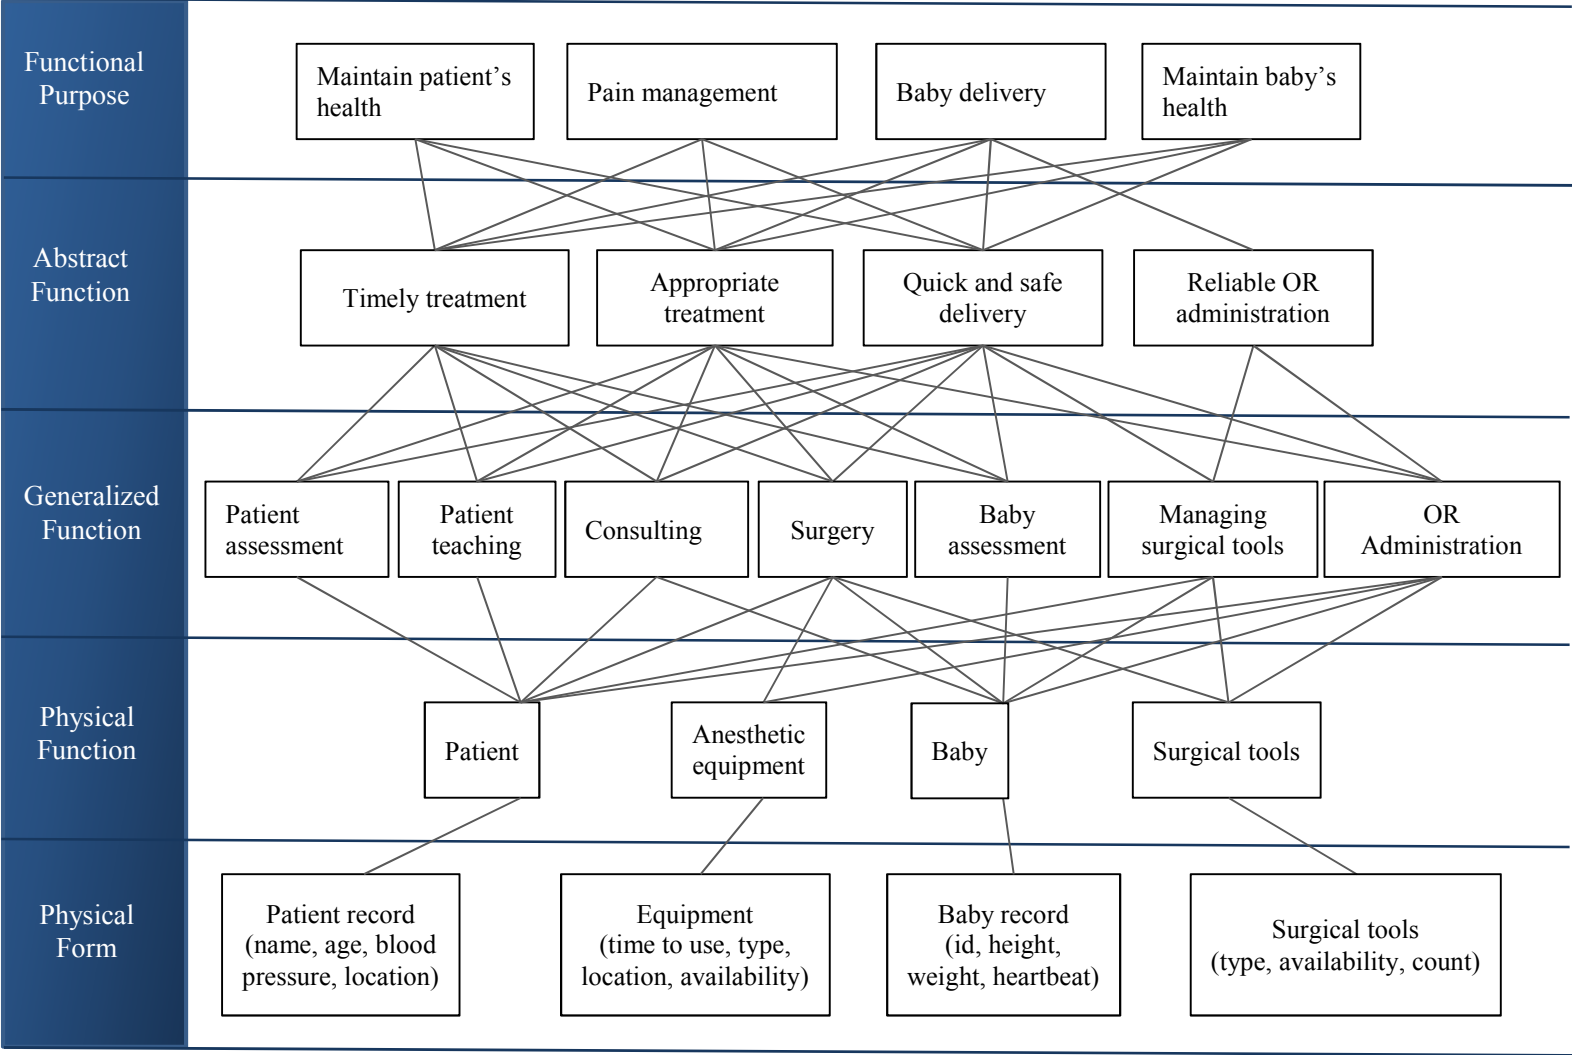 Functional
Purpose
Maintain patient’s
health
Pain management
Baby delivery
Maintain baby’s
health
Abstract
Function
Timely treatment
Appropriate
treatment
Quick and safe
delivery
Reliable OR
administration
Generalized
Function
Patient
assessment
Patient
teaching
Consulting
Surgery
Baby
assessment
Managing
surgical tools
OR
Administration
Physical
Function
Patient
Anesthetic
equipment
Baby
Surgical tools
Physical
Form
Patient record
(name, age, blood
pressure, location)
Equipment
(time to use, type,
location, availability)
Baby record
(id, height,
weight, heartbeat)
Surgical tools
(type, availability, count)